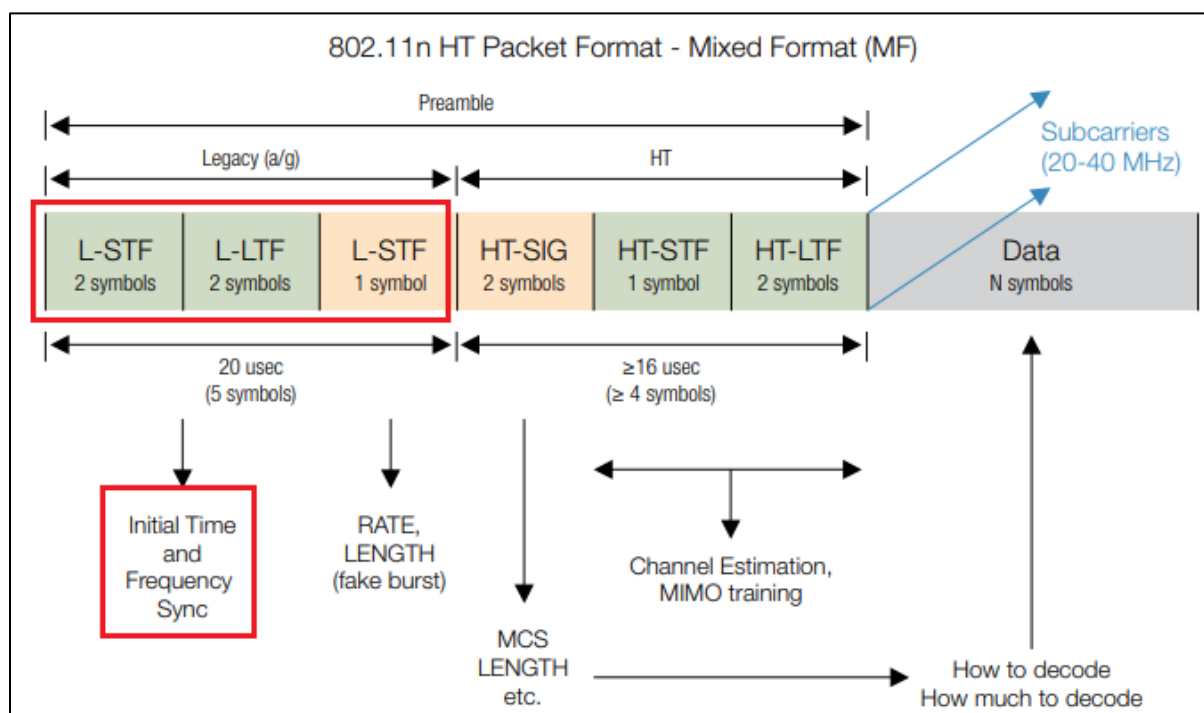 802.11n HT Packet Format - Mixed Format (MF)
Preamble
Legacy (a/g)
HT
Subcarriers
(20-40 MHz)
L-STF
2 symbols
L-LTF
2 symbols
L-STF
1 symbol
HT-SIG
2 symbols
HT-STF
1 symbol
HT-LTF
2 symbols
Data
N symbols
20 usec
(5 symbols)
≥16 usec
(≥ 4 symbols)
Initial Time
and
Frequency
Sync
RATE,
LENGTH
(fake burst)
MCS
LENGTH
etc.
Channel Estimation,
MIMO training
How to decode
How much to decode